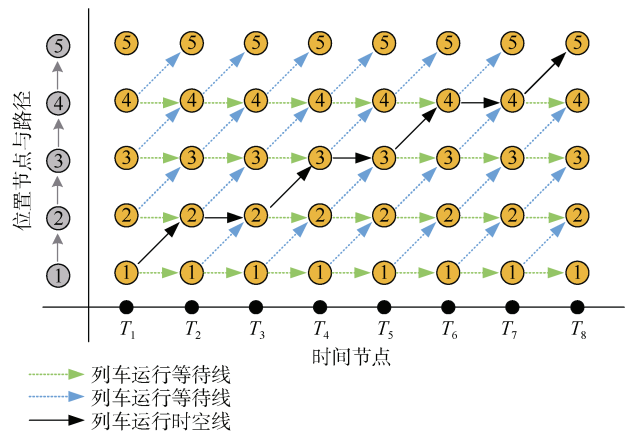 位置节点与路径
5 5 5 5 5 5 5 5 5
4 4 4 4 4 4 4 4 4
3 3 3 3 3 3 3 3 3
2 2 2 2 2 2 2 2 2
1 1 1 1 1 1 1 1 1
T₁ T₂ T₃ T₄ T₅ T₆ T₇ T₈
时间节点
列车运行等待线
列车运行等待线
列车运行时空线